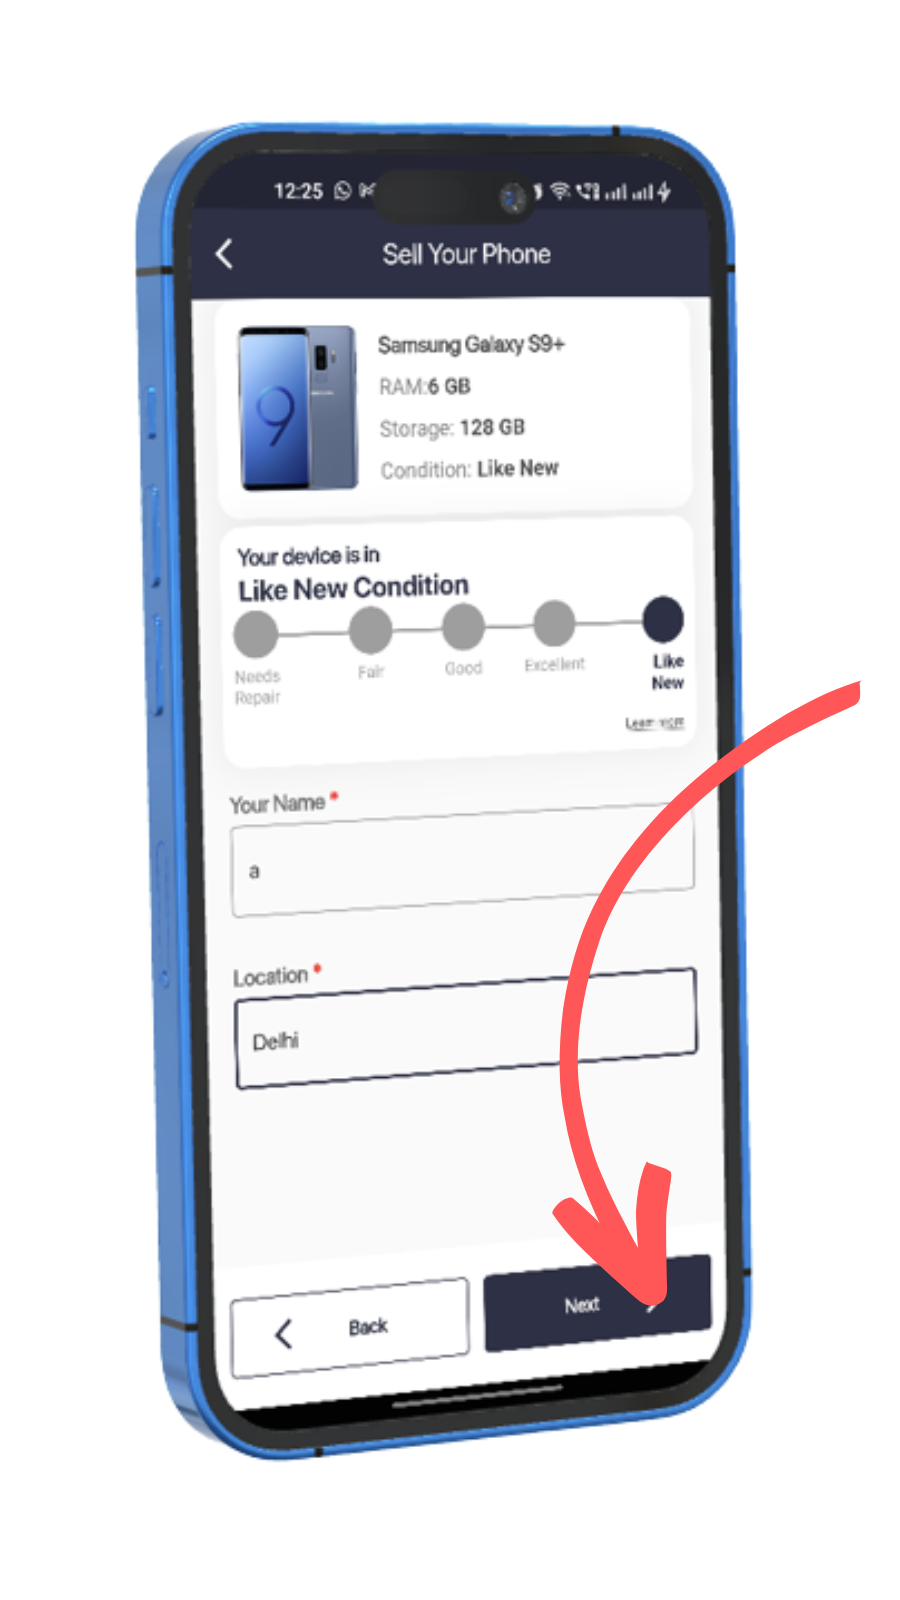 12:25
Sell Your Phone
9
Samsung Galaxy S9+
RAM:6 GB
Storage: 128 GB
Condition: Like New
Your device is in
Like New Condition
Needs Repair
Fair
Good
Excellent
Like New
Learn more
Your Name *
a
Location *
Delhi
Back
Next